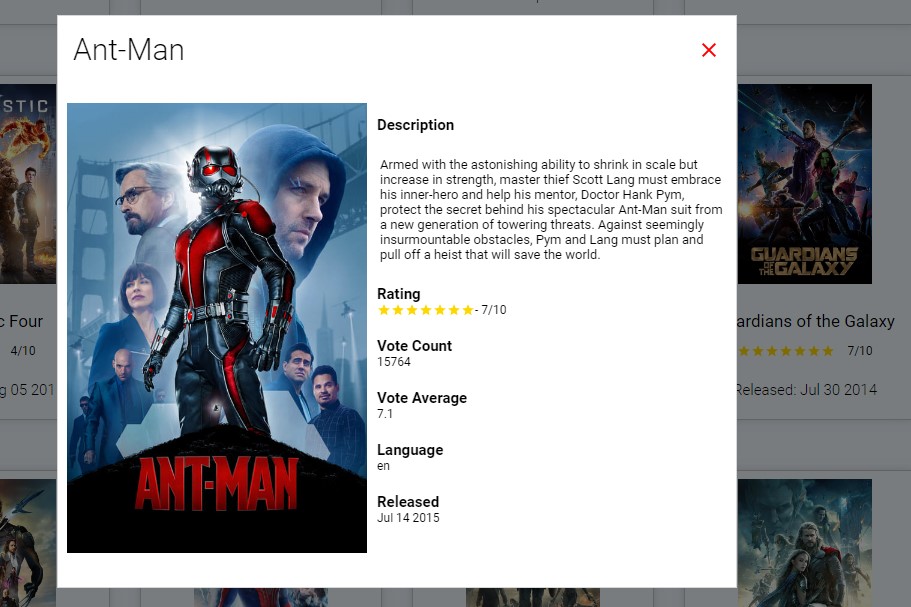 Ant-Man
Description
Armed with the astonishing ability to shrink in scale but
increase in strength, master thief Scott Lang must embrace
his inner-hero and help his mentor, Doctor Hank Pym,
protect the secret behind his spectacular Ant-Man suit from
a new generation of towering threats. Against seemingly
insurmountable obstacles, Pym and Lang must plan and
pull off a heist that will save the world.
Rating
- 7/10
Vote Count
15764
Vote Average
7.1
Language
en
Released
Jul 14 2015
ANT-MAN
STIC
c Four
4/10
g 05 201
GUARDIANS
OF THE GALAXY
ardians of the Galaxy
7/10
Released: Jul 30 2014